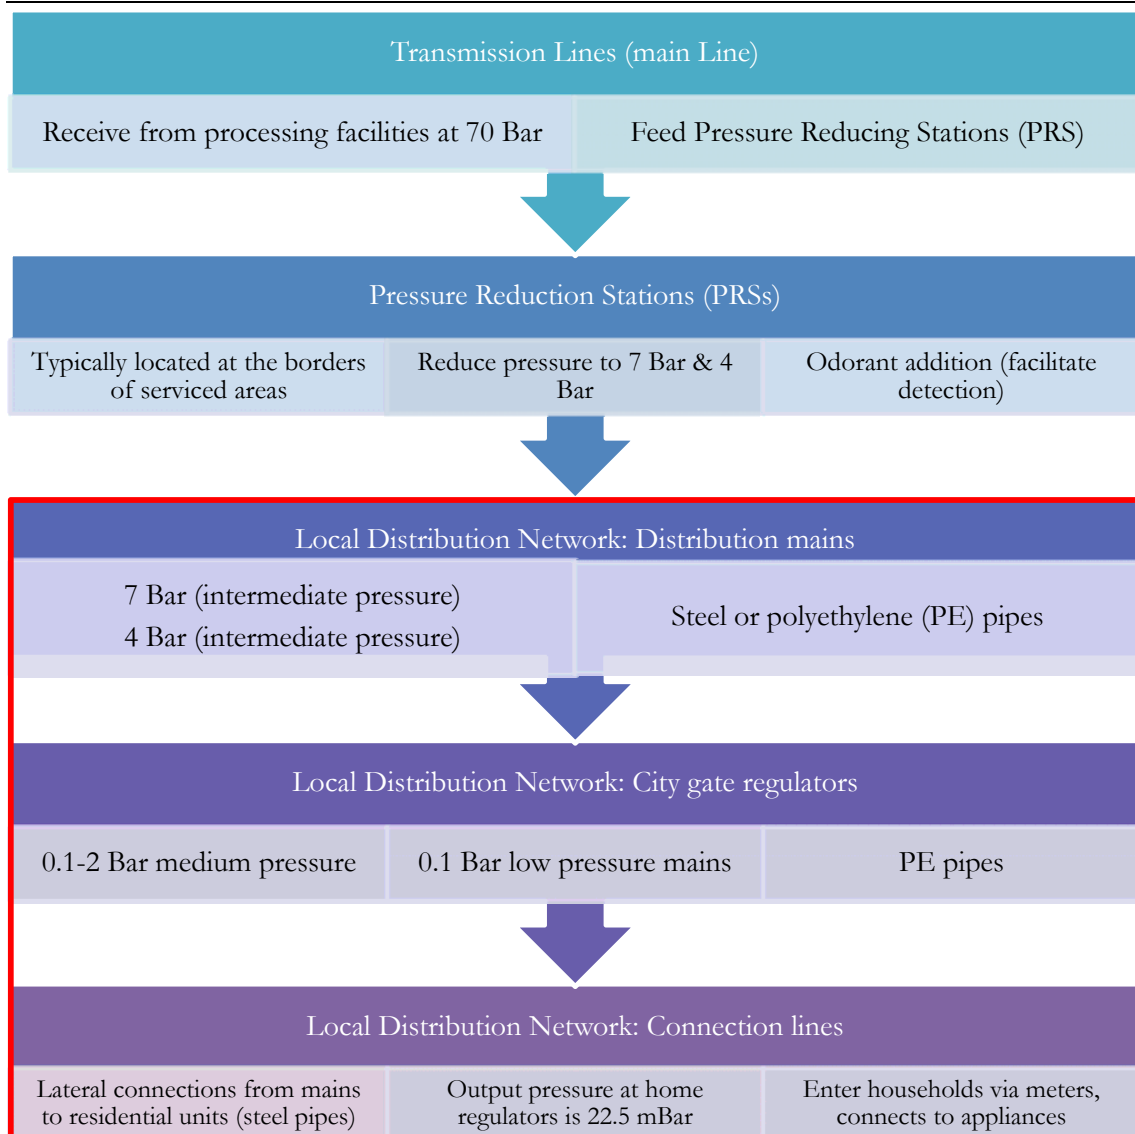 Transmission Lines (main Line)
Receive from processing facilities at 70 Bar
Feed Pressure Reducing Stations (PRS)
Pressure Reduction Stations (PRSs)
Typically located at the borders
of serviced areas
Reduce pressure to 7 Bar & 4
Bar
Odorant addition (facilitate
detection)
Local Distribution Network: Distribution mains
7 Bar (intermediate pressure)
4 Bar (intermediate pressure)
Steel or polyethylene (PE) pipes
Local Distribution Network: City gate regulators
0.1-2 Bar medium pressure
0.1 Bar low pressure mains
PE pipes
Local Distribution Network: Connection lines
Lateral connections from mains
to residential units (steel pipes)
Output pressure at home
regulators is 22.5 mBar
Enter households via meters,
connects to appliances